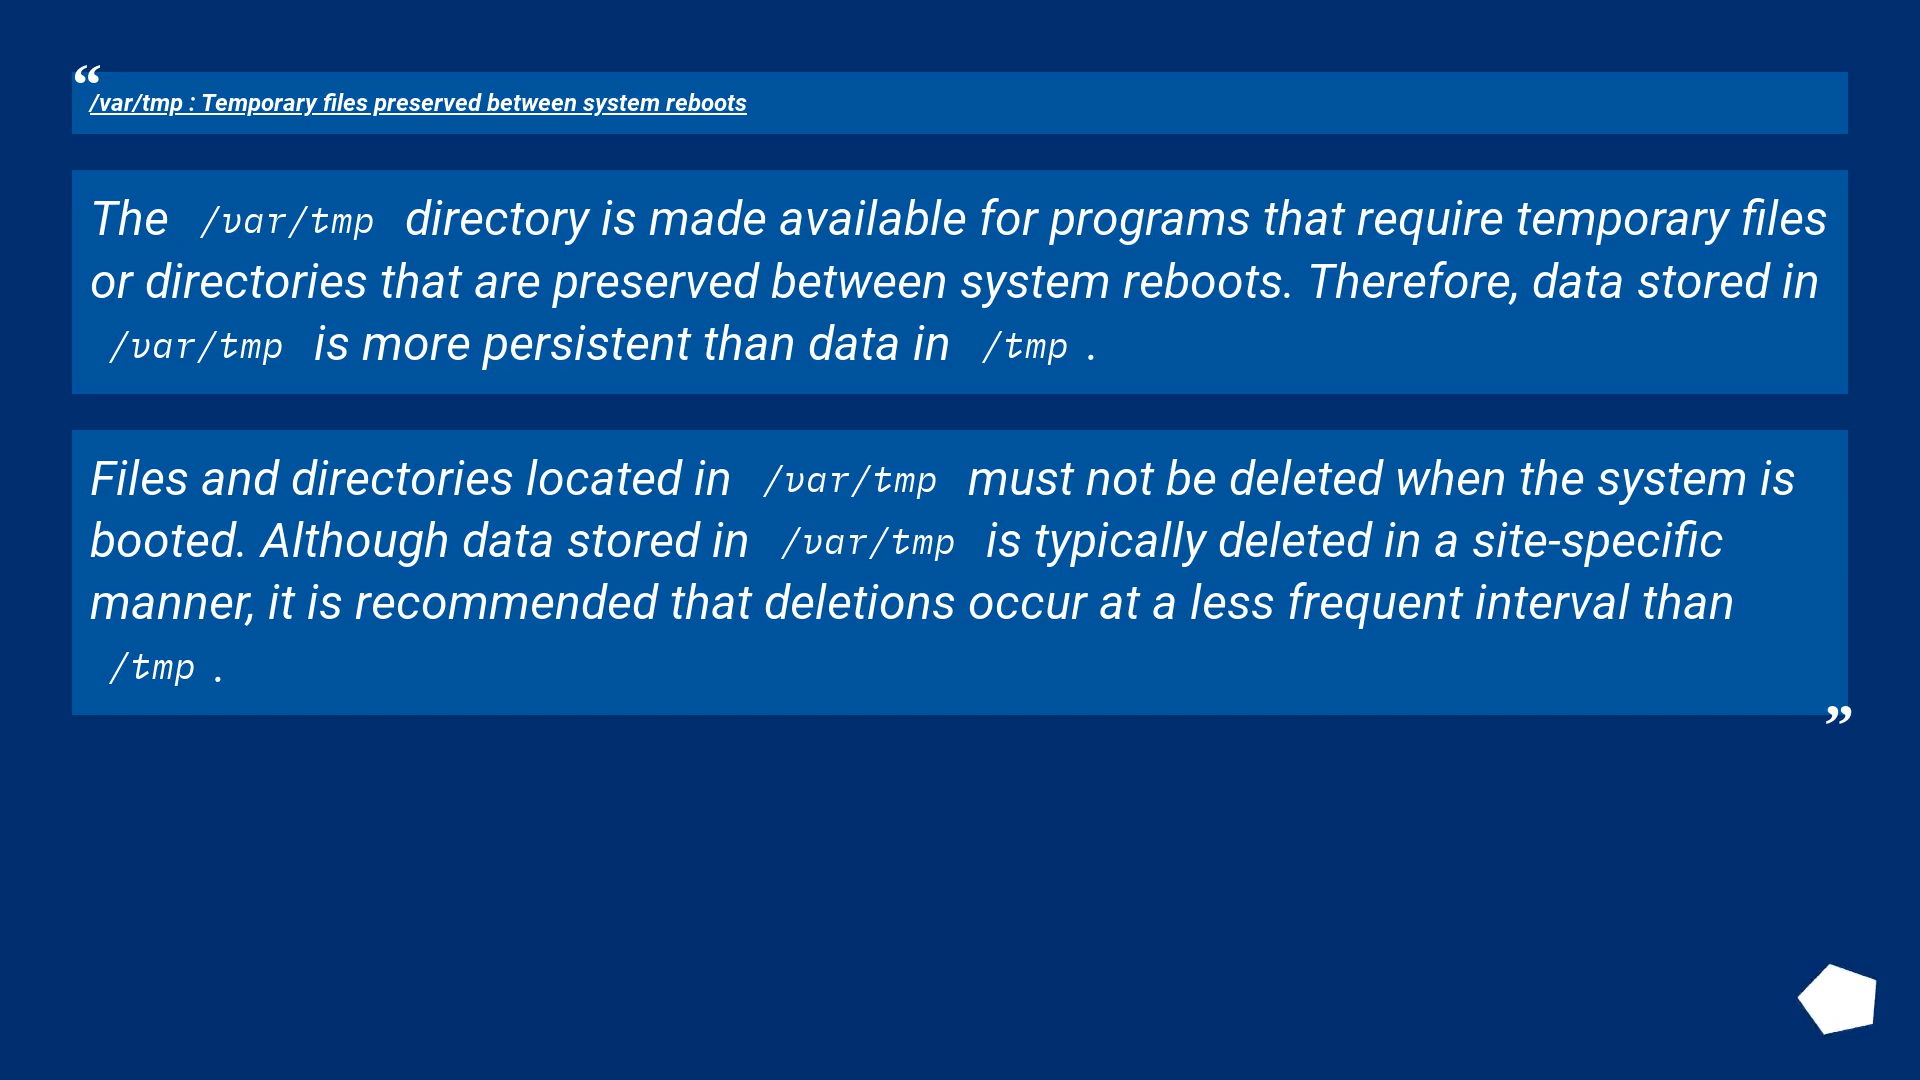 “
/var/tmp : Temporary files preserved between system reboots
The /var/tmp directory is made available for programs that require temporary files
or directories that are preserved between system reboots. Therefore, data stored in
/var/tmp is more persistent than data in /tmp .
Files and directories located in /var/tmp must not be deleted when the system is
booted. Although data stored in /var/tmp is typically deleted in a site-specific
manner, it is recommended that deletions occur at a less frequent interval than
/tmp .
”